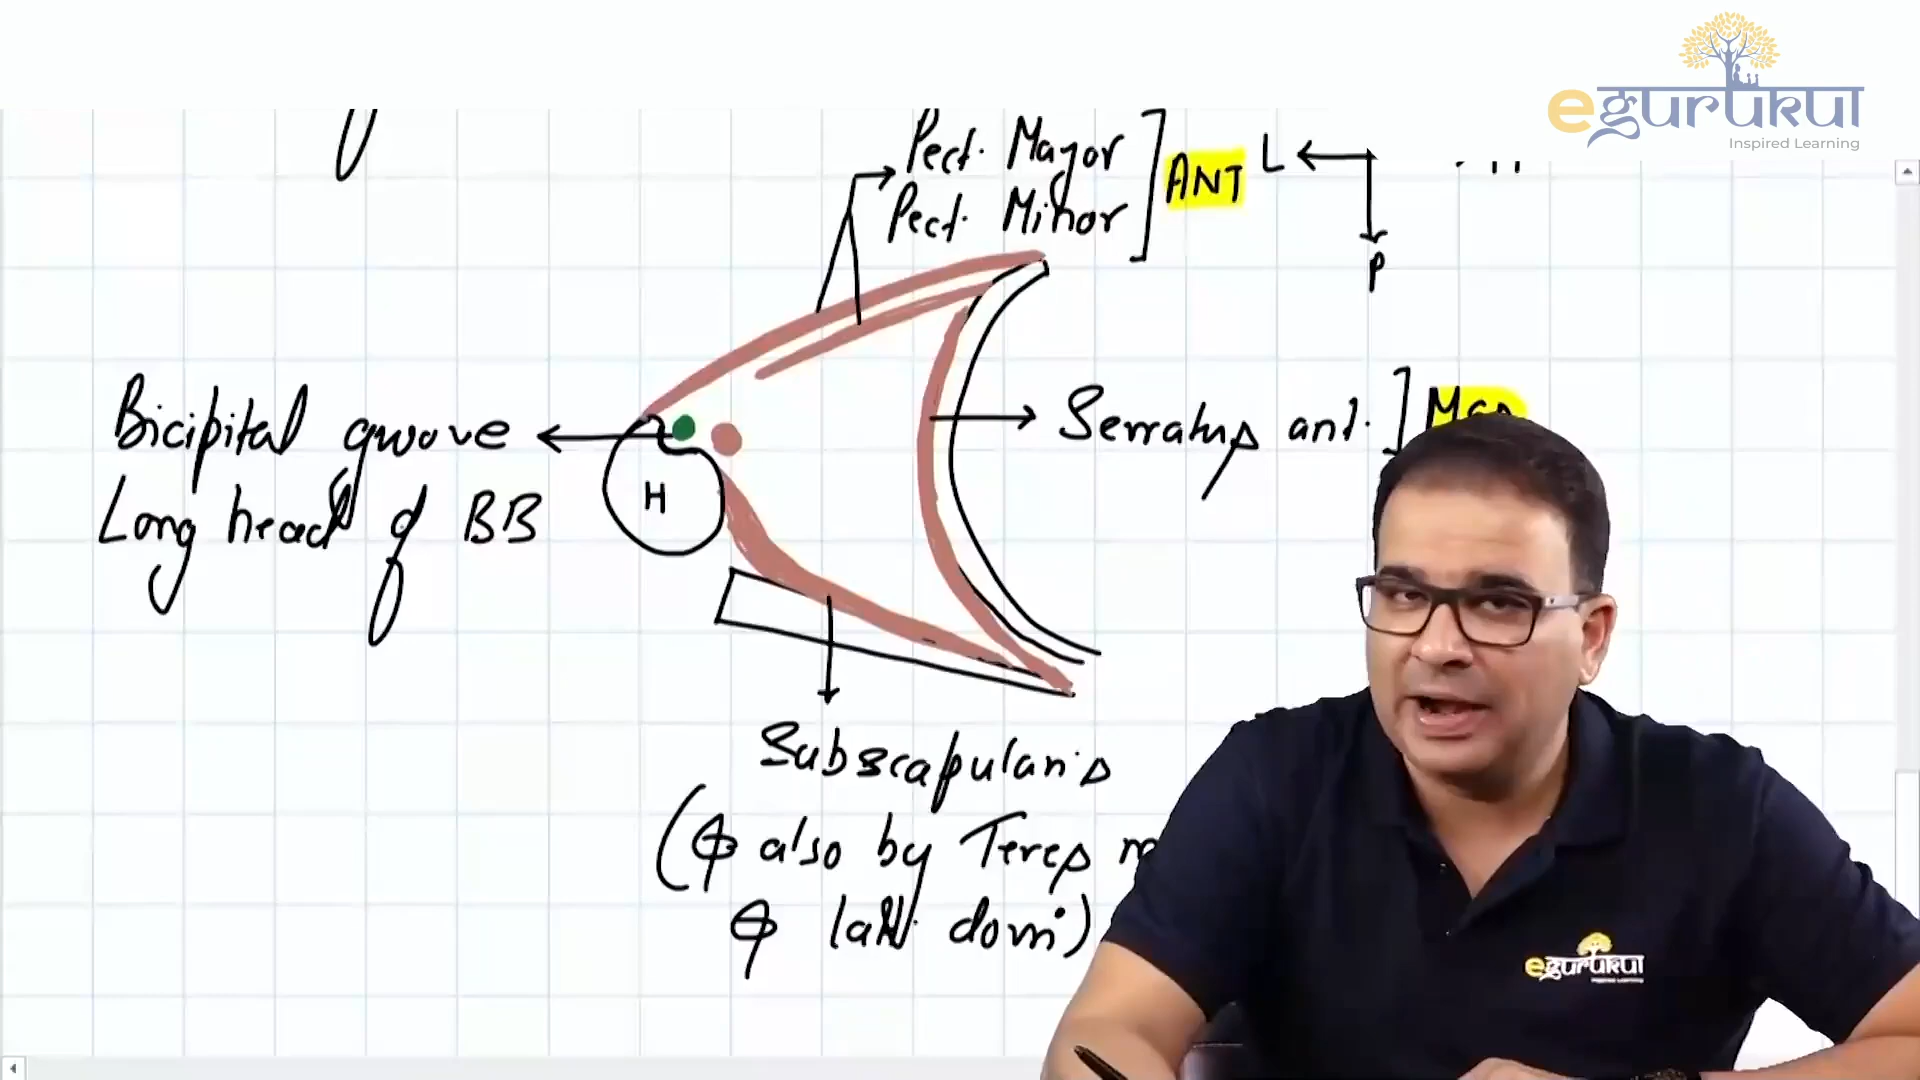 egurukul
Inspired Learning
Pect. Major
Pect. Minor
] ANT
L
P
Bicipital groove
Long head of BB
H
Serratus ant. ]
Subscapularis
( also by Teres
latt. dorsi)
egurukul